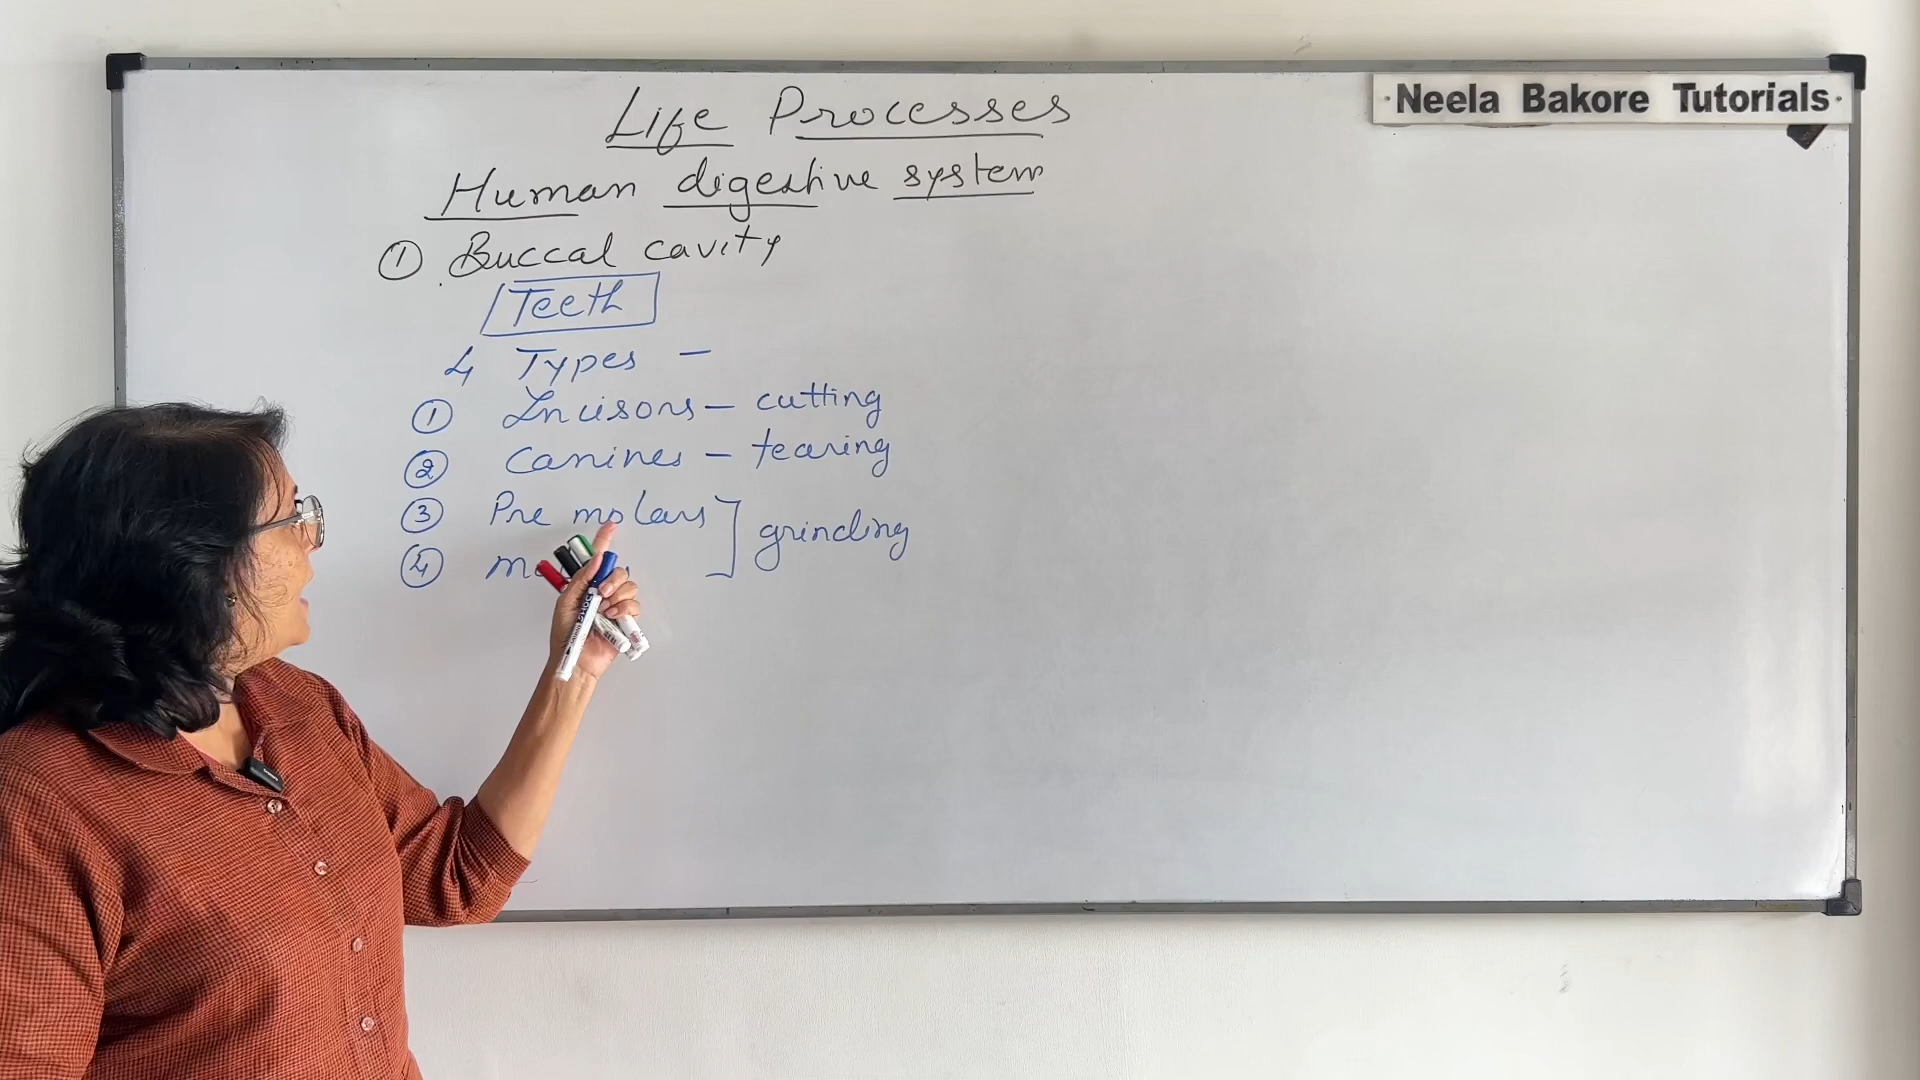 Neela Bakore Tutorials
Life Processes
Human digestive system
① Buccal cavity
Teeth
4 Types –
① Incisors – cutting
② Canines – tearing
③ Pre molars ] grinding
④